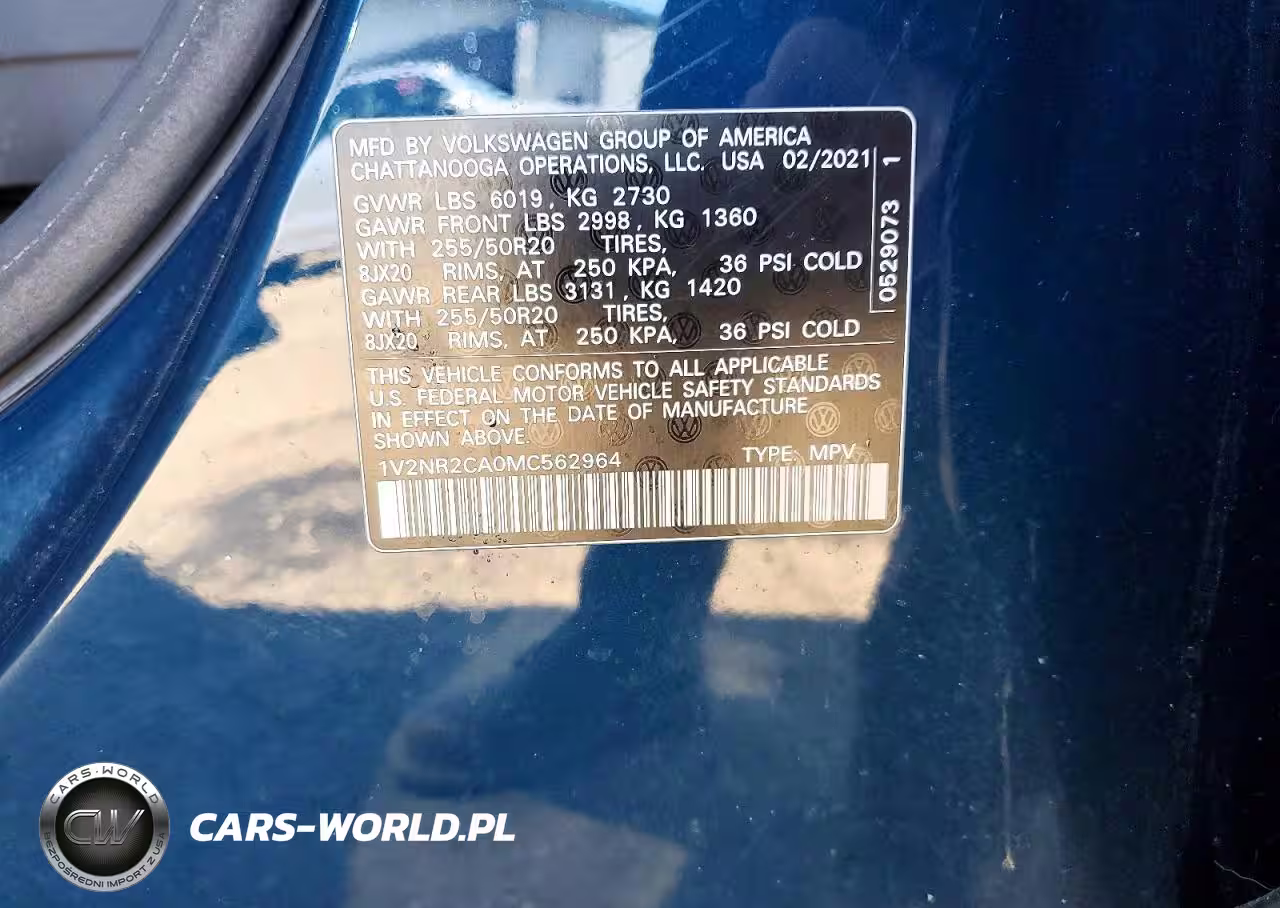 MFD BY VOLKSWAGEN GROUP OF AMERICA
CHATTANOOGA OPERATIONS, LLC. USA 02/2021
GVWR LBS 6019, KG 2730
GAWR FRONT LBS 2998, KG 1360
WITH 255/50R20 TIRES,
8JX20 RIMS, AT 250 KPA, 36 PSI COLD
GAWR REAR LBS 3131, KG 1420
WITH 255/50R20 TIRES,
8JX20 RIMS, AT 250 KPA, 36 PSI COLD
0529073 1
THIS VEHICLE CONFORMS TO ALL APPLICABLE
U.S. FEDERAL MOTOR VEHICLE SAFETY STANDARDS
IN EFFECT ON THE DATE OF MANUFACTURE
SHOWN ABOVE.
1V2NR2CA0MC562964 TYPE: MPV
CARS-WORLD
CW
BEZPOŚREDNI IMPORT Z USA
CARS-WORLD.PL